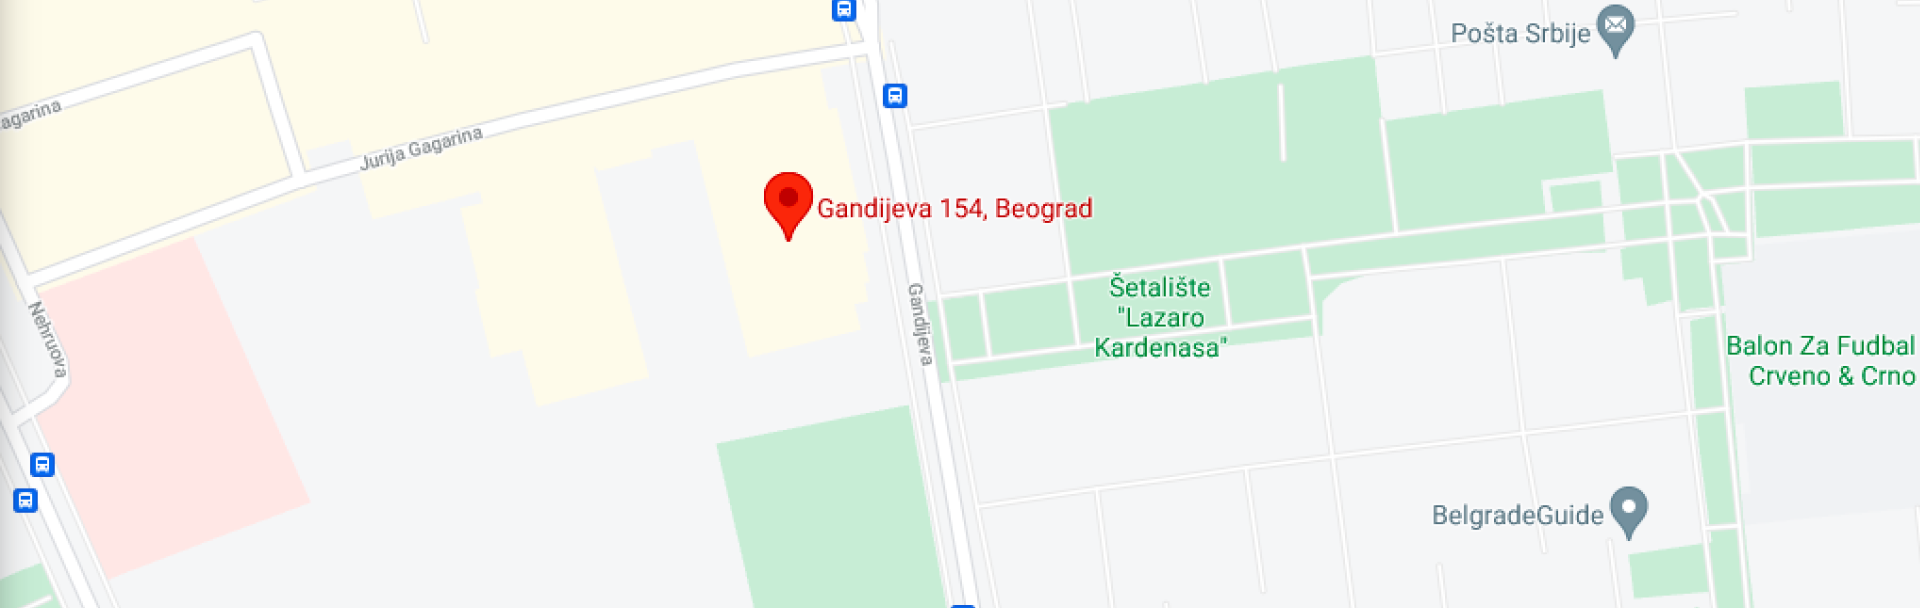 Pošta Srbije
agarina
Jurija Gagarina
Gandijeva 154, Beograd
Šetalište
"Lazaro
Kardenasa"
Gandijeva
Nehruova
Balon Za Fudbal
Crveno & Crno
BelgradeGuide